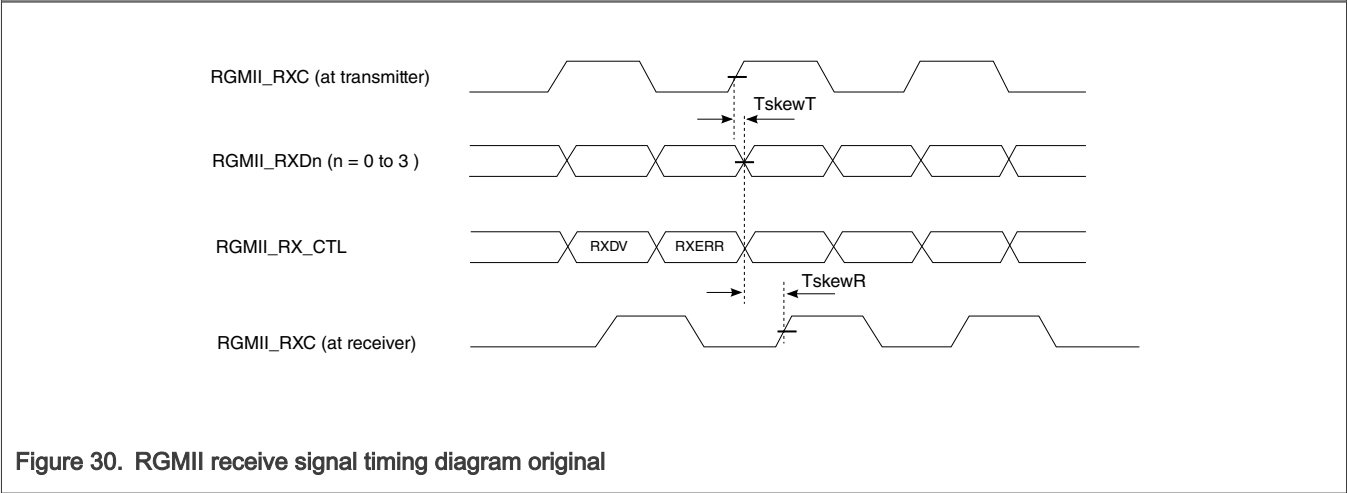 RGMII_RXC (at transmitter)
TskewT
RGMII_RXDn (n = 0 to 3 )
RGMII_RX_CTL
RXDV
RXERR
TskewR
RGMII_RXC (at receiver)
Figure 30. RGMII receive signal timing diagram original